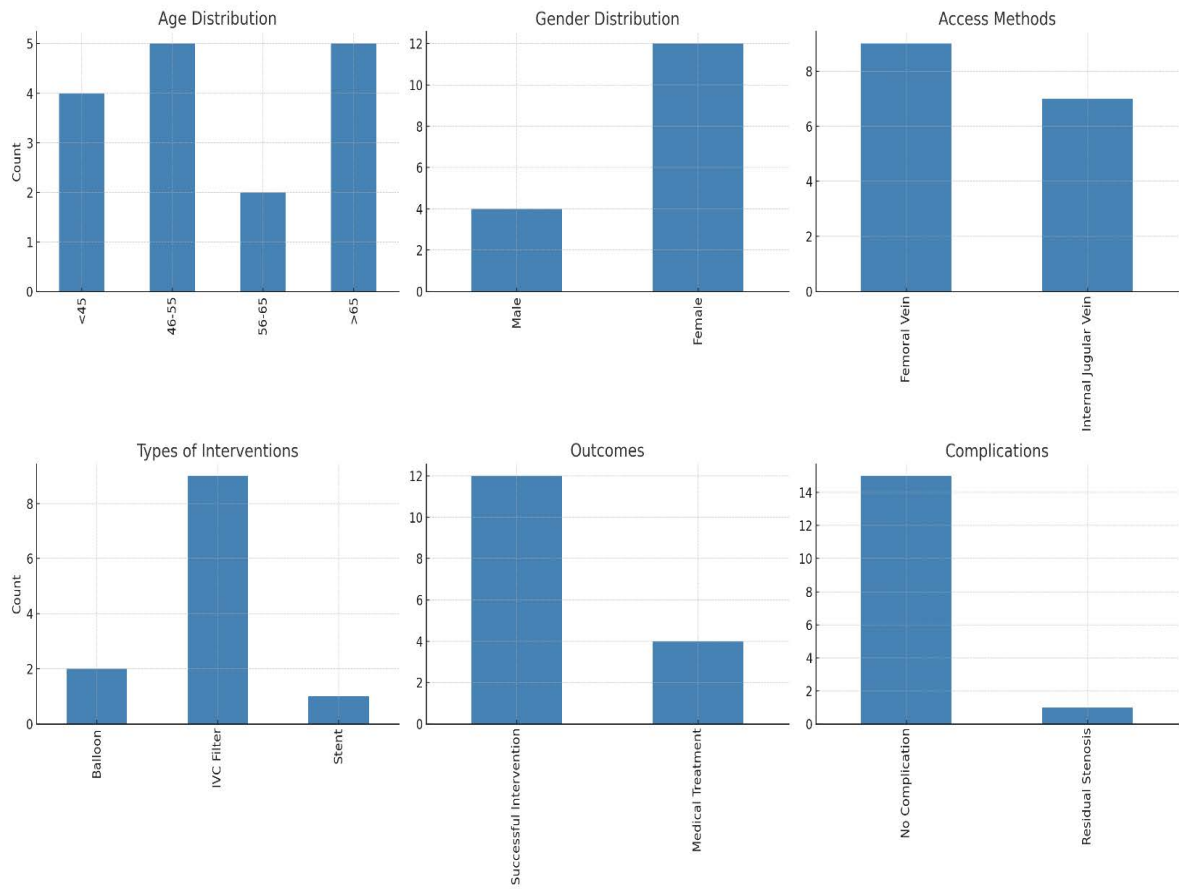 Age Distribution
Gender Distribution
Access Methods
Count
5
4
3
2
1
0
<45
46-55
56-65
>65
12
10
8
6
4
2
0
Male
Female
8
6
4
2
0
Femoral Vein
Internal Jugular Vein
Types of Interventions
Outcomes
Complications
Count
8
6
4
2
0
Balloon
IVC Filter
Stent
12
10
8
6
4
2
0
Successful Intervention
Medical Treatment
14
12
10
8
6
4
2
0
No Complication
Residual Stenosis